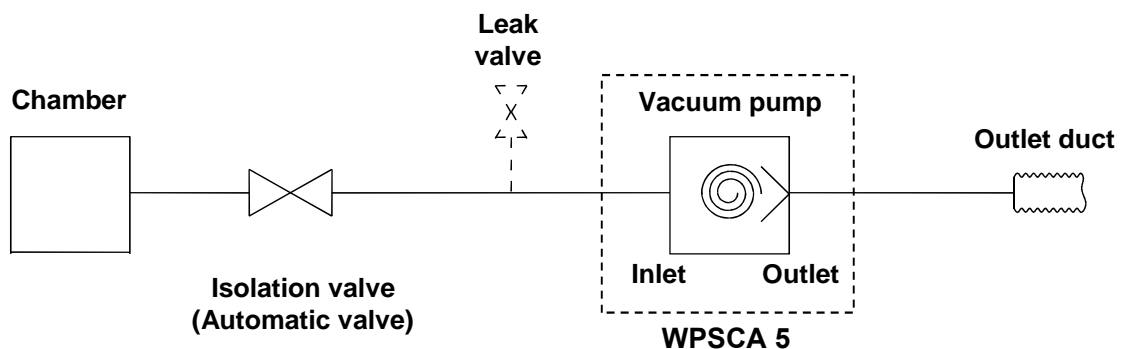 Leak
valve
Chamber
Vacuum pump
Outlet duct
Inlet
Outlet
Isolation valve
(Automatic valve)
WPSCA 5